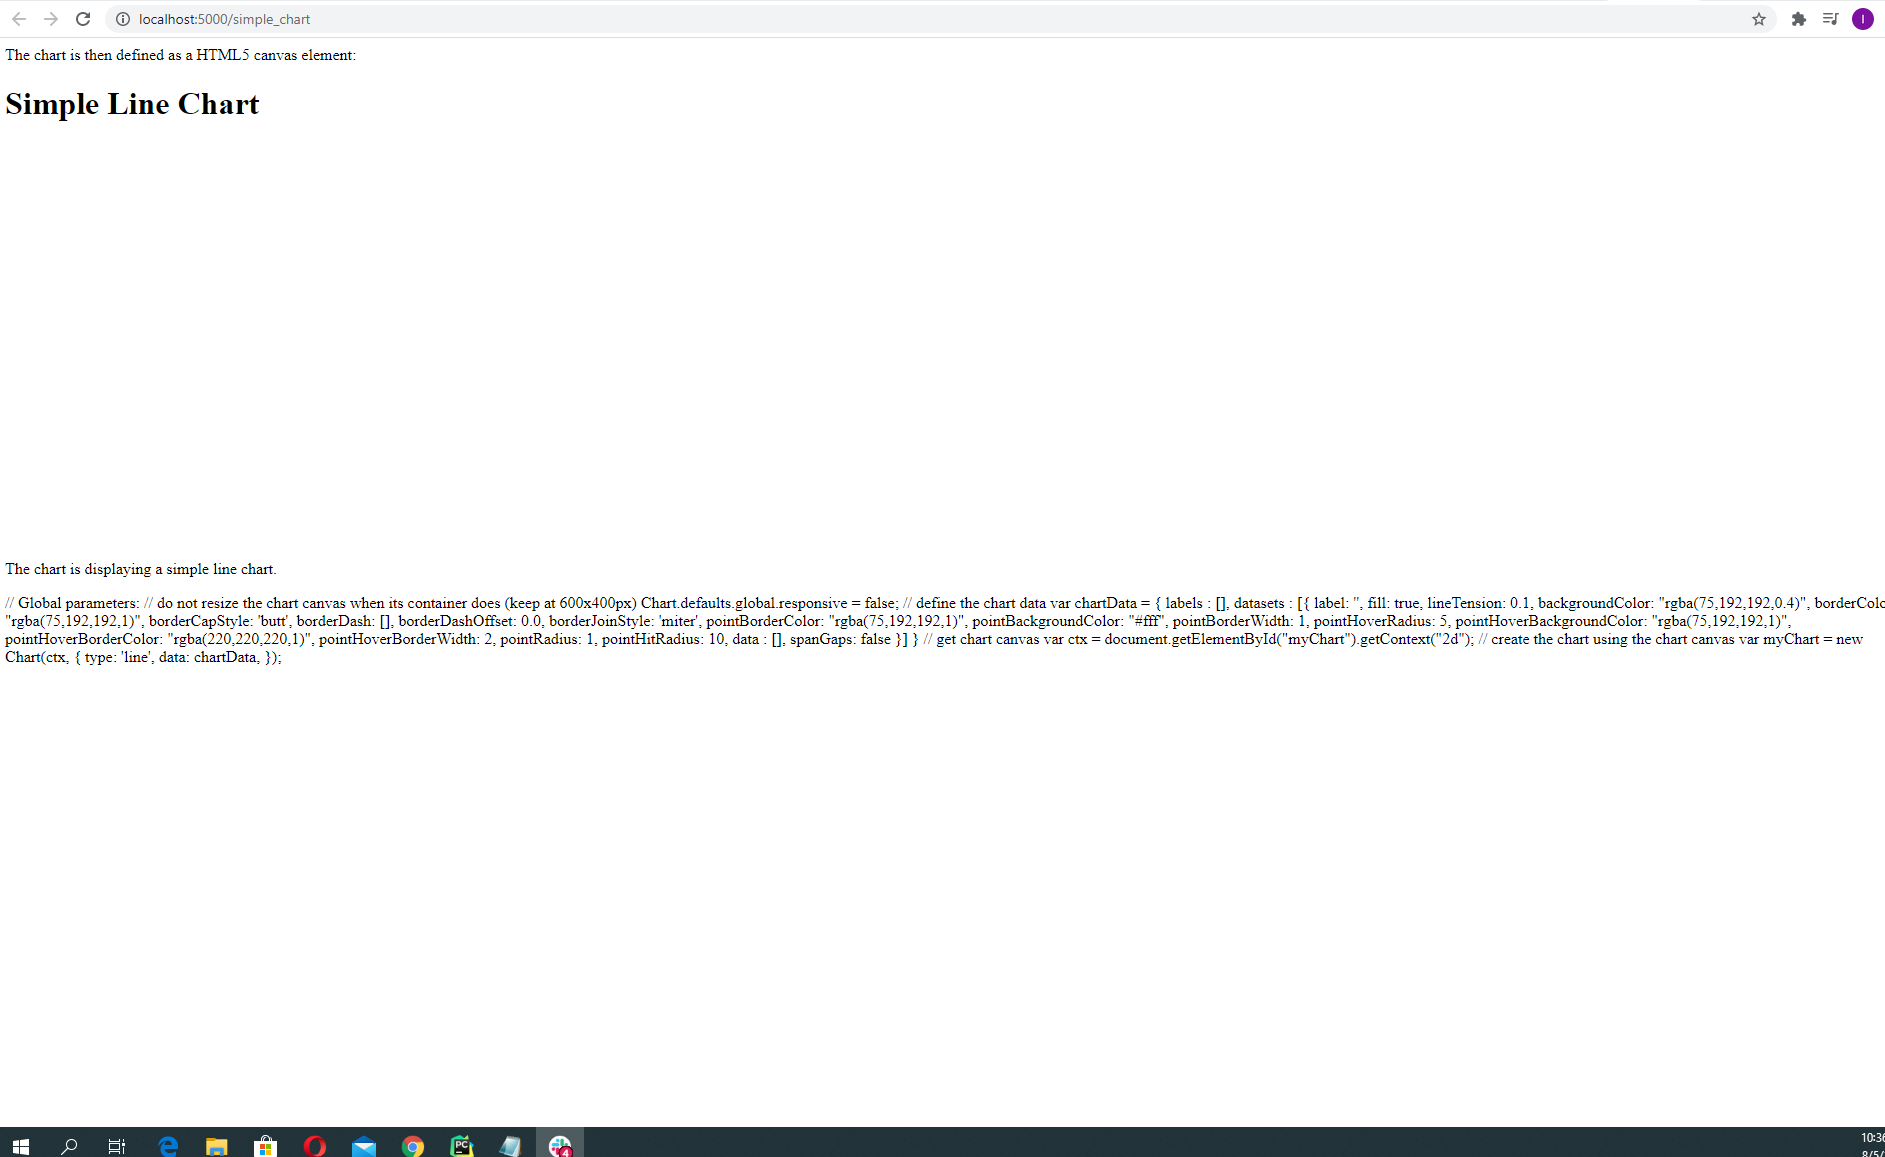 localhost:5000/simple_chart
I
The chart is then defined as a HTML5 canvas element:
Simple Line Chart
The chart is displaying a simple line chart.
// Global parameters: // do not resize the chart canvas when its container does (keep at 600x400px) Chart.defaults.global.responsive = false; // define the chart data var chartData = { labels : [], datasets : [{ label: '', fill: true, lineTension: 0.1, backgroundColor: "rgba(75,192,192,0.4)", borderColo
"rgba(75,192,192,1)", borderCapStyle: 'butt', borderDash: [], borderDashOffset: 0.0, borderJoinStyle: 'miter', pointBorderColor: "rgba(75,192,192,1)", pointBackgroundColor: "#fff", pointBorderWidth: 1, pointHoverRadius: 5, pointHoverBackgroundColor: "rgba(75,192,192,1)",
pointHoverBorderColor: "rgba(220,220,220,1)", pointHoverBorderWidth: 2, pointRadius: 1, pointHitRadius: 10, data : [], spanGaps: false }] } // get chart canvas var ctx = document.getElementById("myChart").getContext("2d"); // create the chart using the chart canvas var myChart = new
Chart(ctx, { type: 'line', data: chartData, });
PC
4
10:36
8/5/